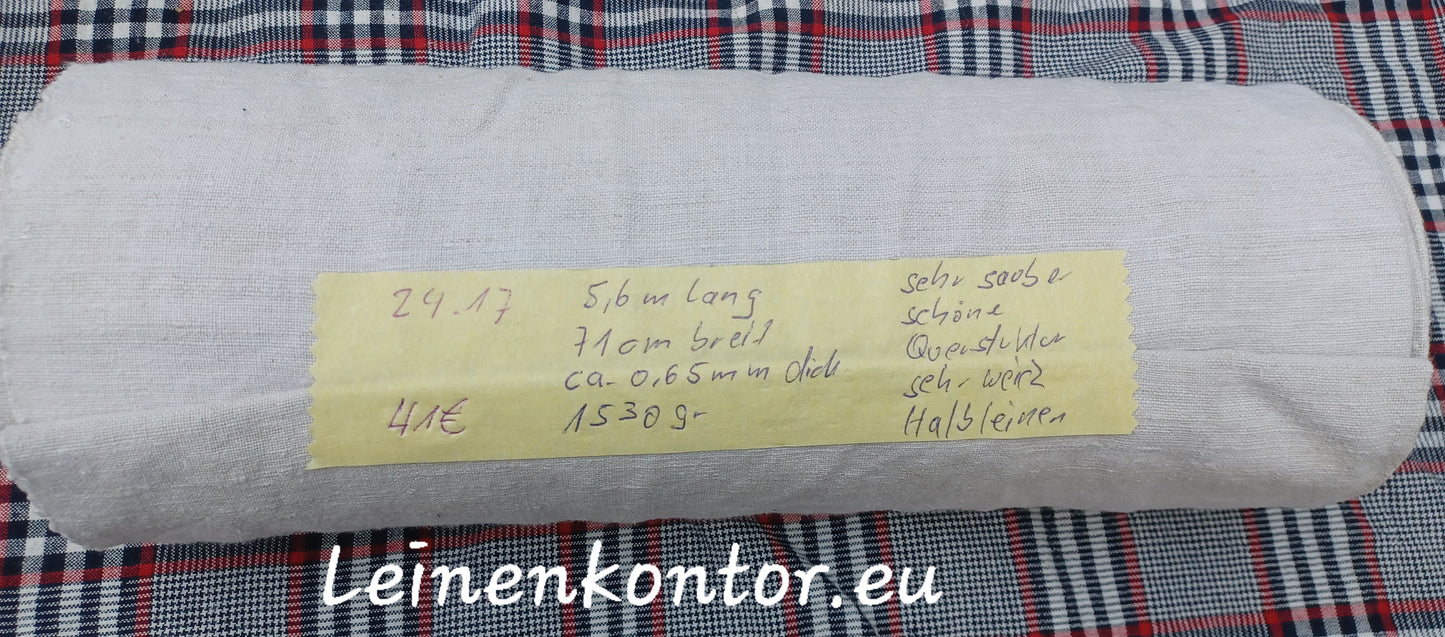 24.17
41€
5,6 m lang
71 cm breit
ca. 0,65 mm dick
1530 gr
sehr sauber
schöne
Querstuktur
sehr weiß
Halbleinen
Leinenkontor.eu